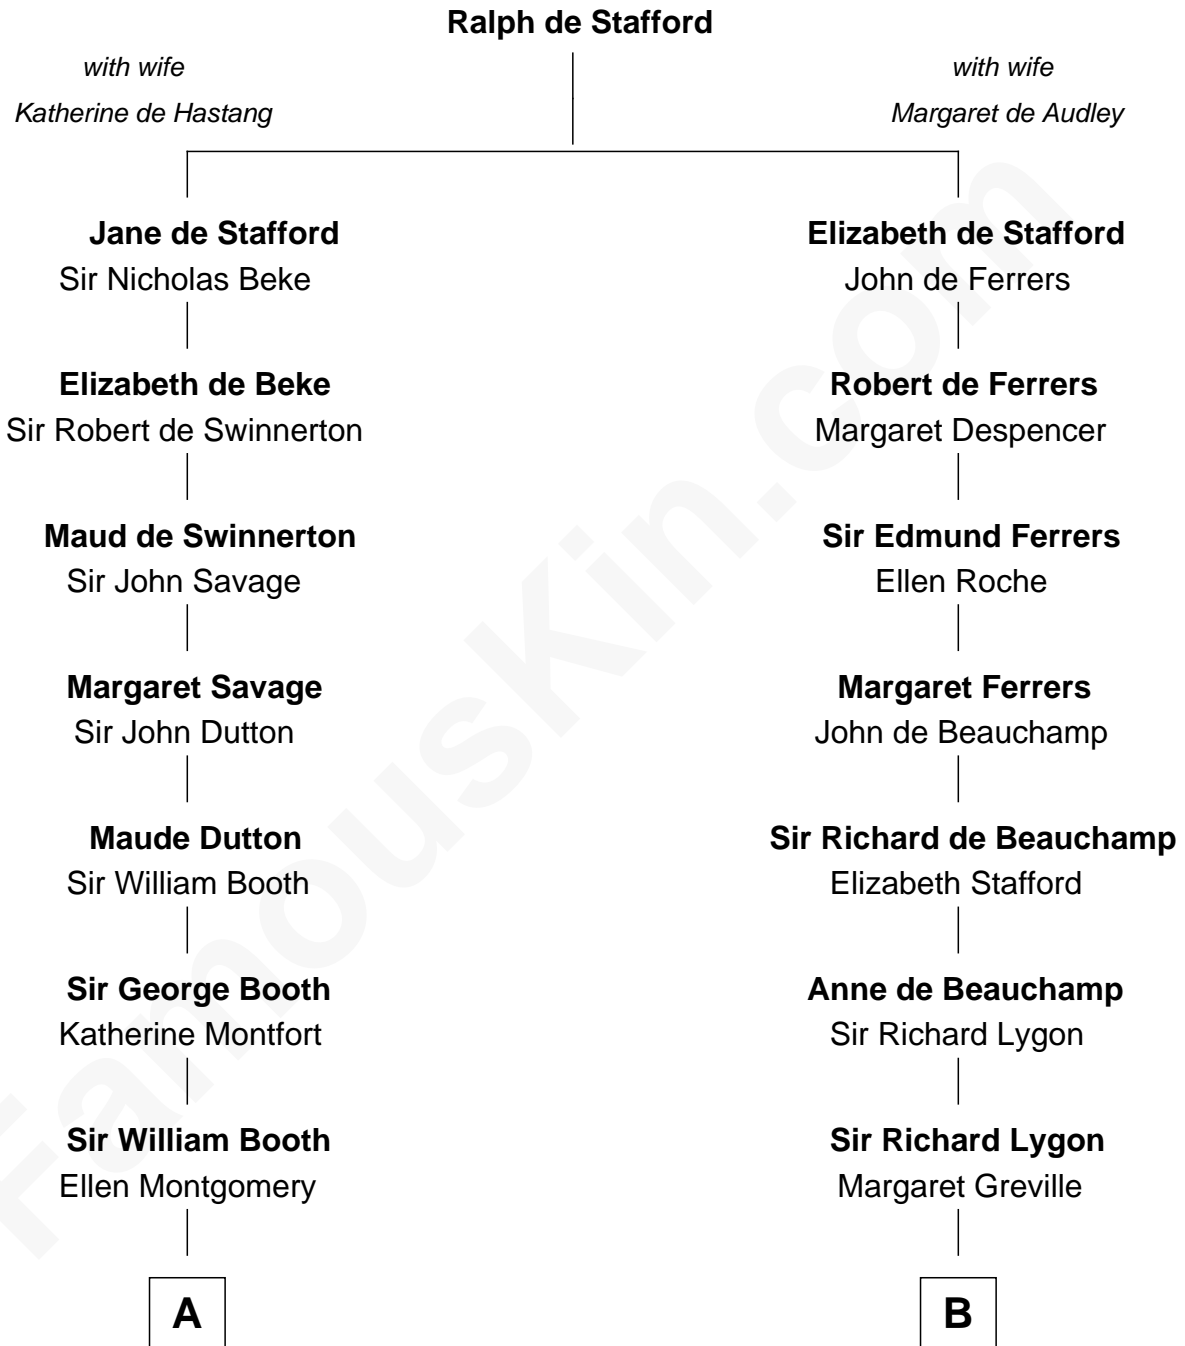 Ralph de Stafford
with wife
Katherine de Hastang
with wife
Margaret de Audley
Jane de Stafford
Sir Nicholas Beke
Elizabeth de Beke
Sir Robert de Swinnerton
Maud de Swinnerton
Sir John Savage
Margaret Savage
Sir John Dutton
Maude Dutton
Sir William Booth
Sir George Booth
Katherine Montfort
Sir William Booth
Ellen Montgomery
A
Elizabeth de Stafford
John de Ferrers
Robert de Ferrers
Margaret Despencer
Sir Edmund Ferrers
Ellen Roche
Margaret Ferrers
John de Beauchamp
Sir Richard de Beauchamp
Elizabeth Stafford
Anne de Beauchamp
Sir Richard Lygon
Sir Richard Lygon
Margaret Greville
B
FamousKin.com